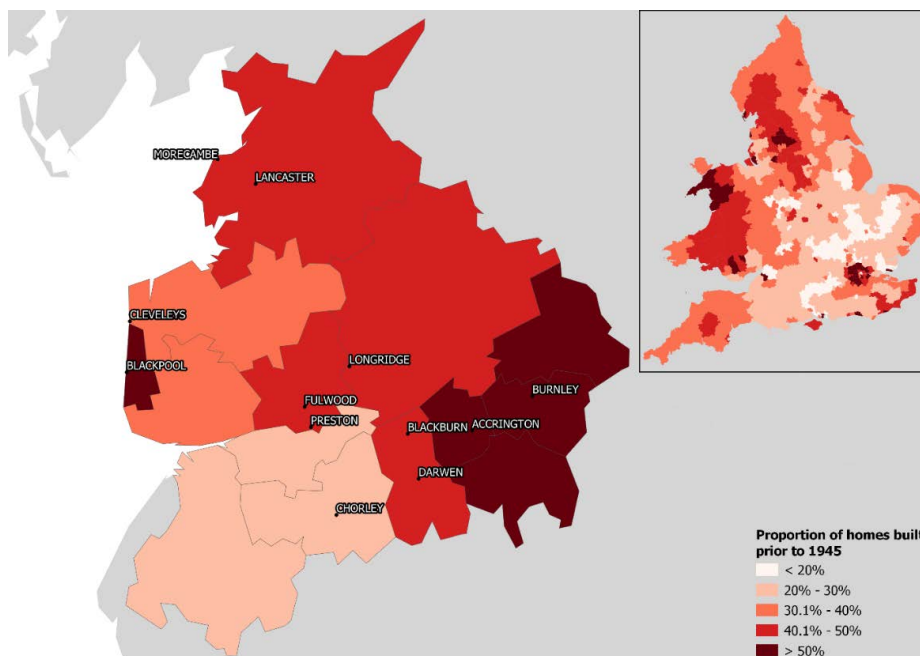 MORECAMBE
LANCASTER
CLEVELEYS
BLACKPOOL
LONGRIDGE
FULWOOD
PRESTON
BURNLEY
BLACKBURN
ACCRINGTON
DARWEN
CHORLEY
Proportion of homes built
prior to 1945
< 20%
20% - 30%
30.1% - 40%
40.1% - 50%
> 50%